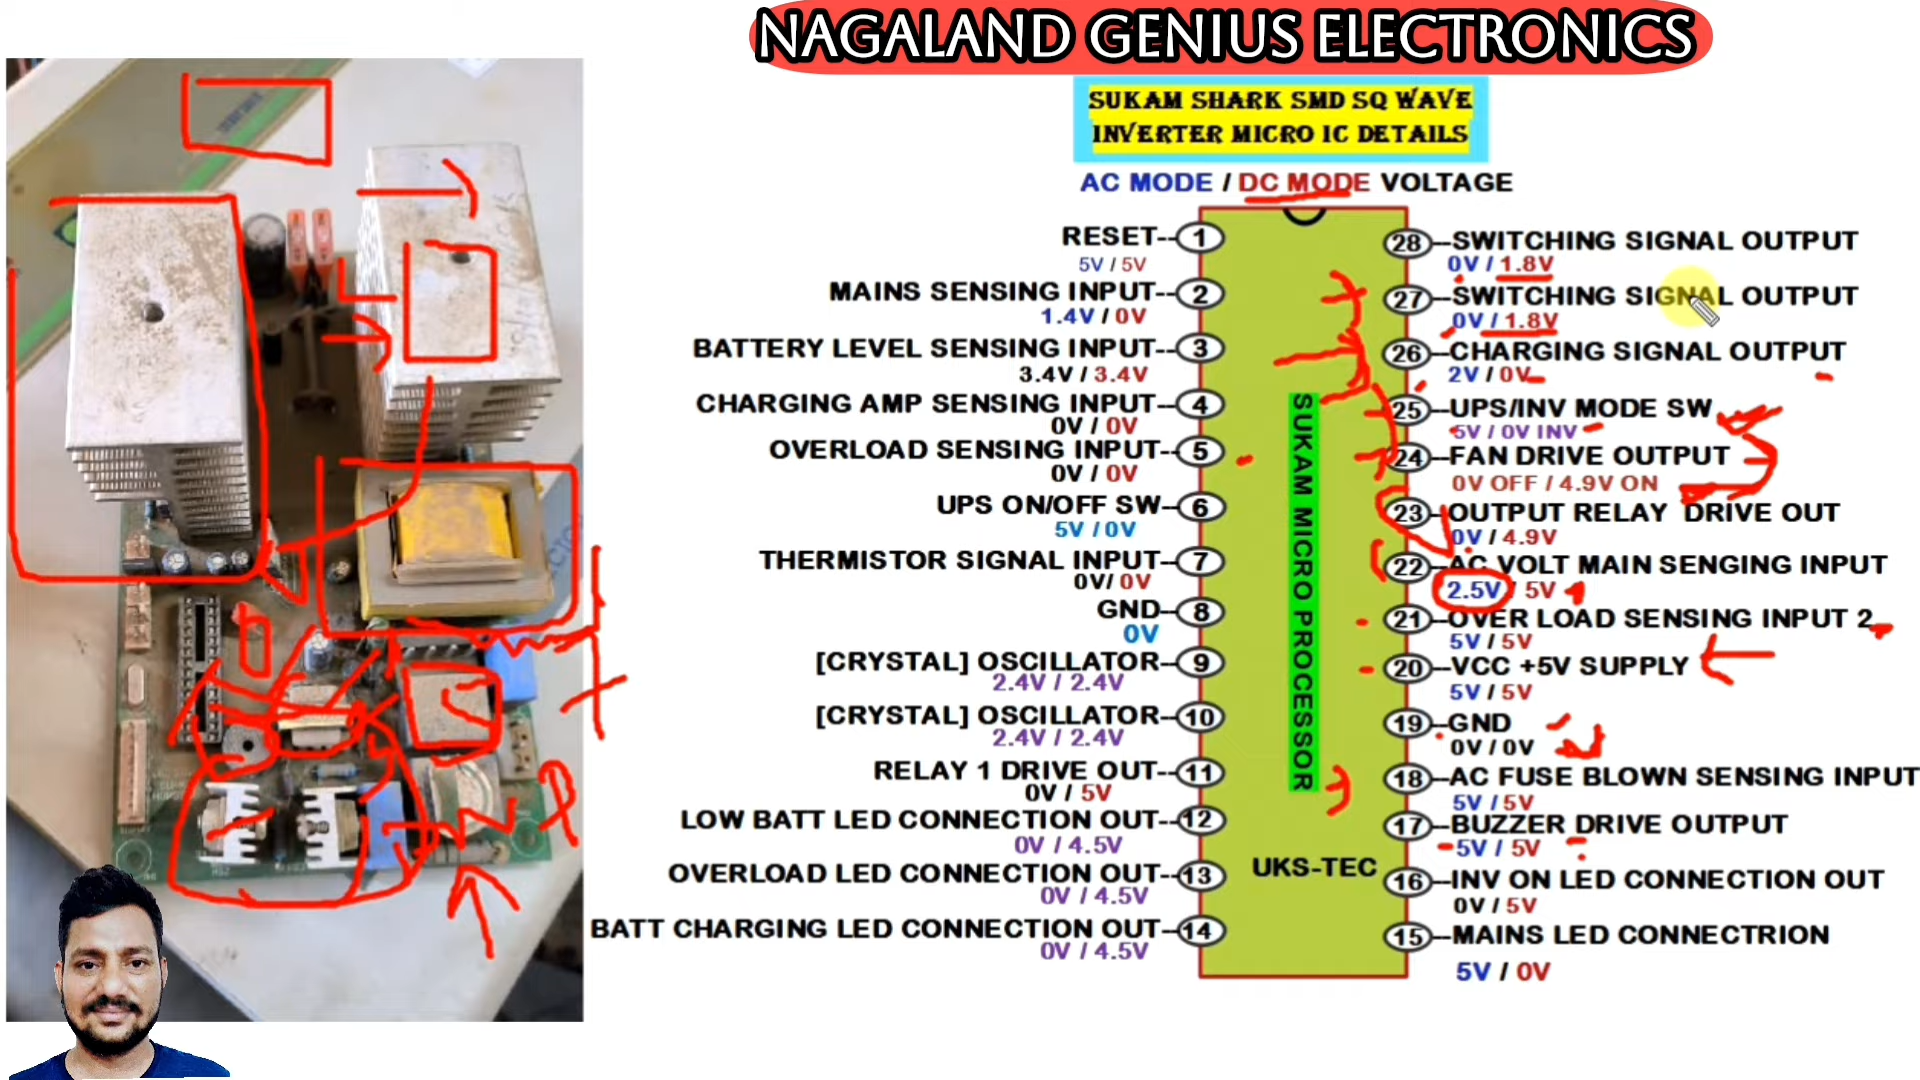 NAGALAND GENIUS ELECTRONICS
SUKAM SHARK SMD SQ WAVE
INVERTER MICRO IC DETAILS
AC MODE / DC MODE VOLTAGE
RESET--1
5V / 5V
MAINS SENSING INPUT--2
1.4V / 0V
BATTERY LEVEL SENSING INPUT--3
3.4V / 3.4V
CHARGING AMP SENSING INPUT--4
0V / 0V
OVERLOAD SENSING INPUT--5
0V / 0V
UPS ON/OFF SW--6
5V / 0V
THERMISTOR SIGNAL INPUT--7
0V/ 0V
GND--8
0V
[CRYSTAL] OSCILLATOR--9
2.4V / 2.4V
[CRYSTAL] OSCILLATOR--10
2.4V / 2.4V
RELAY 1 DRIVE OUT--11
0V / 5V
LOW BATT LED CONNECTION OUT--12
0V / 4.5V
OVERLOAD LED CONNECTION OUT--13
0V / 4.5V
BATT CHARGING LED CONNECTION OUT--14
0V / 4.5V
SUKAM MICRO PROCESSOR
UKS-TEC
28-SWITCHING SIGNAL OUTPUT
0V / 1.8V
27-SWITCHING SIGNAL OUTPUT
0V / 1.8V
26-CHARGING SIGNAL OUTPUT
2V / 0V
25-UPS/INV MODE SW
5V / 0V INV
24-FAN DRIVE OUTPUT
0V OFF / 4.9V ON
23-OUTPUT RELAY DRIVE OUT
0V / 4.9V
22-AC VOLT MAIN SENGING INPUT
2.5V / 5V
21-OVER LOAD SENSING INPUT 2
5V / 5V
20-VCC +5V SUPPLY
5V / 5V
19-GND
0V / 0V
18-AC FUSE BLOWN SENSING INPUT
5V / 5V
17-BUZZER DRIVE OUTPUT
5V / 5V
16-INV ON LED CONNECTION OUT
0V / 5V
15-MAINS LED CONNECTRION
5V / 0V